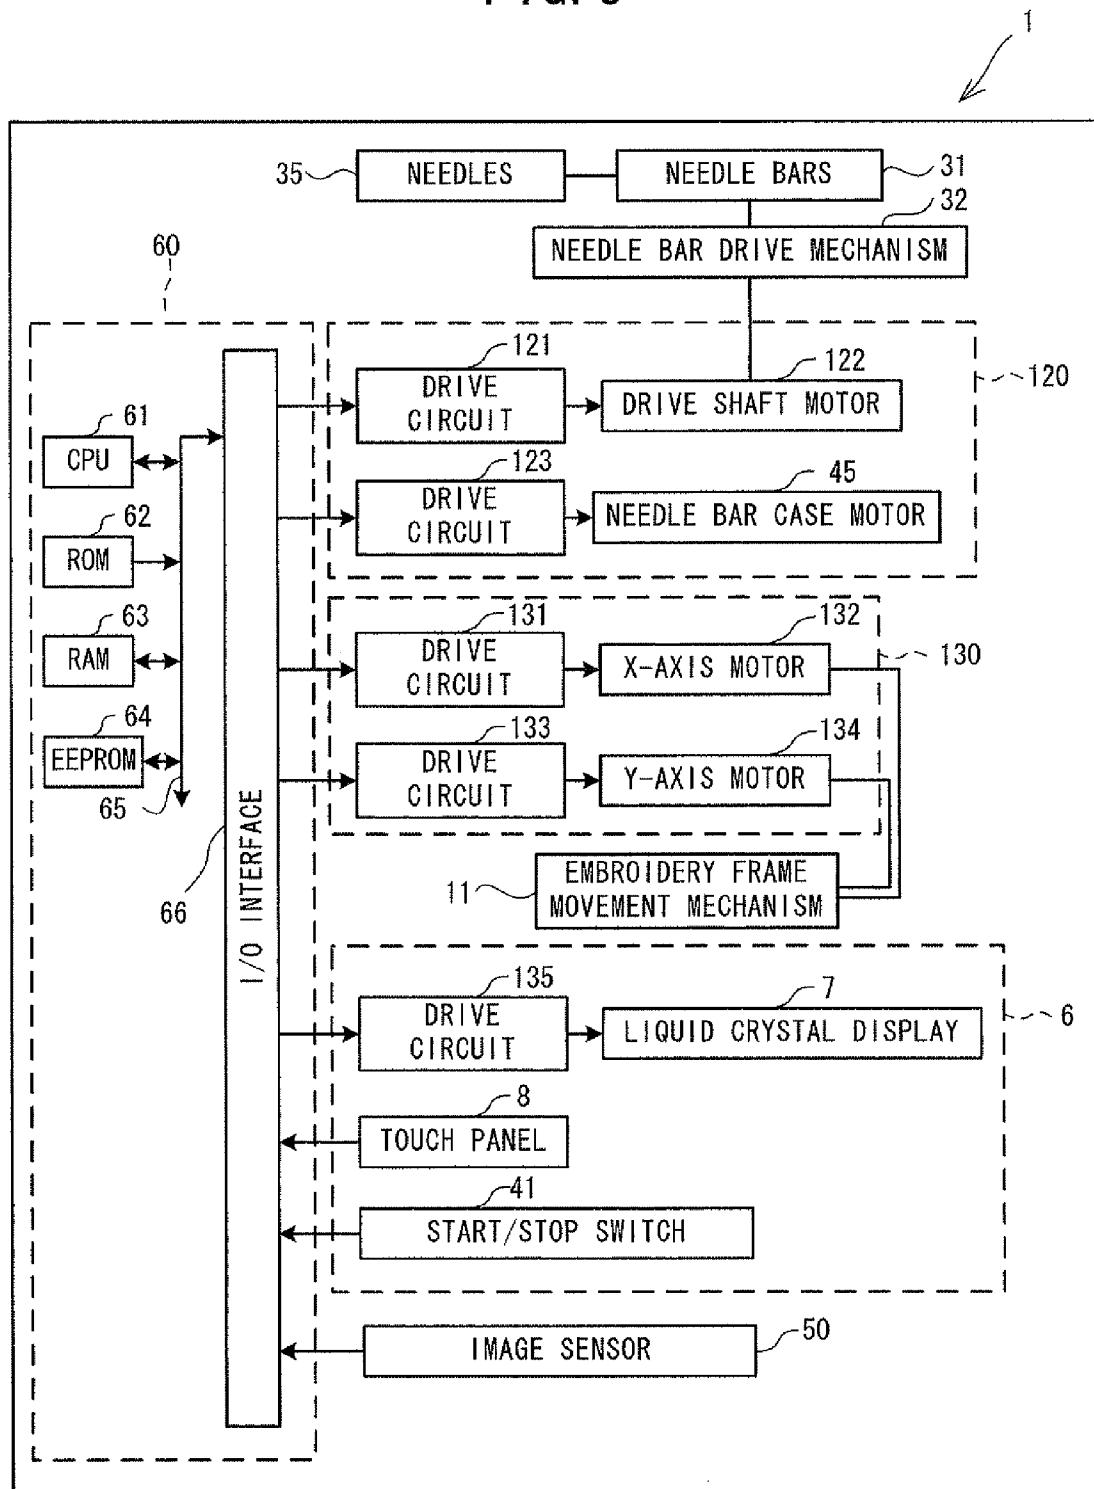 1
35 NEEDLES
NEEDLE BARS 31
32
NEEDLE BAR DRIVE MECHANISM
60
121
DRIVE
CIRCUIT
122
DRIVE SHAFT MOTOR
120
61
CPU
123
DRIVE
CIRCUIT
45
NEEDLE BAR CASE MOTOR
62
ROM
63
RAM
64
EEPROM
65
66
I/O INTERFACE
131
DRIVE
CIRCUIT
132
X-AXIS MOTOR
130
133
DRIVE
CIRCUIT
134
Y-AXIS MOTOR
11
EMBROIDERY FRAME
MOVEMENT MECHANISM
135
DRIVE
CIRCUIT
7
LIQUID CRYSTAL DISPLAY
6
8
TOUCH PANEL
41
START/STOP SWITCH
IMAGE SENSOR 50